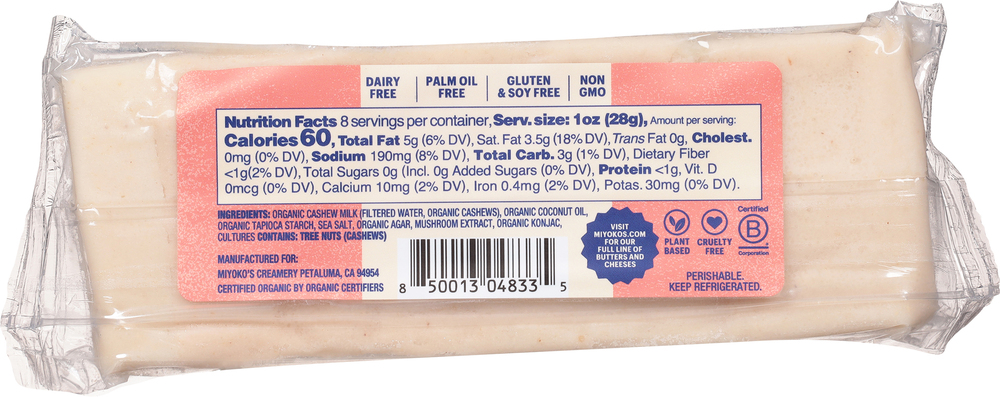 DAIRY FREE
PALM OIL FREE
GLUTEN & SOY FREE
NON GMO
Nutrition Facts 8 servings per container, Serv. size: 1oz (28g), Amount per serving:
Calories 60, Total Fat 5g (6% DV), Sat. Fat 3.5g (18% DV), Trans Fat 0g, Cholest.
0mg (0% DV), Sodium 190mg (8% DV), Total Carb. 3g (1% DV), Dietary Fiber
<1g(2% DV), Total Sugars 0g (Incl. 0g Added Sugars (0% DV), Protein <1g, Vit. D
0mcg (0% DV), Calcium 10mg (2% DV), Iron 0.4mg (2% DV), Potas. 30mg (0% DV).
INGREDIENTS: ORGANIC CASHEW MILK (FILTERED WATER, ORGANIC CASHEWS), ORGANIC COCONUT OIL,
ORGANIC TAPIOCA STARCH, SEA SALT, ORGANIC AGAR, MUSHROOM EXTRACT, ORGANIC KONJAC,
CULTURES CONTAINS: TREE NUTS (CASHEWS)
MANUFACTURED FOR:
MIYOKO'S CREAMERY PETALUMA, CA 94954
CERTIFIED ORGANIC BY ORGANIC CERTIFIERS
8 50013 04833 5
VISIT
MIYOKOS.COM
FOR OUR
FULL LINE OF
BUTTERS AND
CHEESES
PLANT
BASED
CRUELTY
FREE
Certified
B
Corporation
PERISHABLE.
KEEP REFRIGERATED.